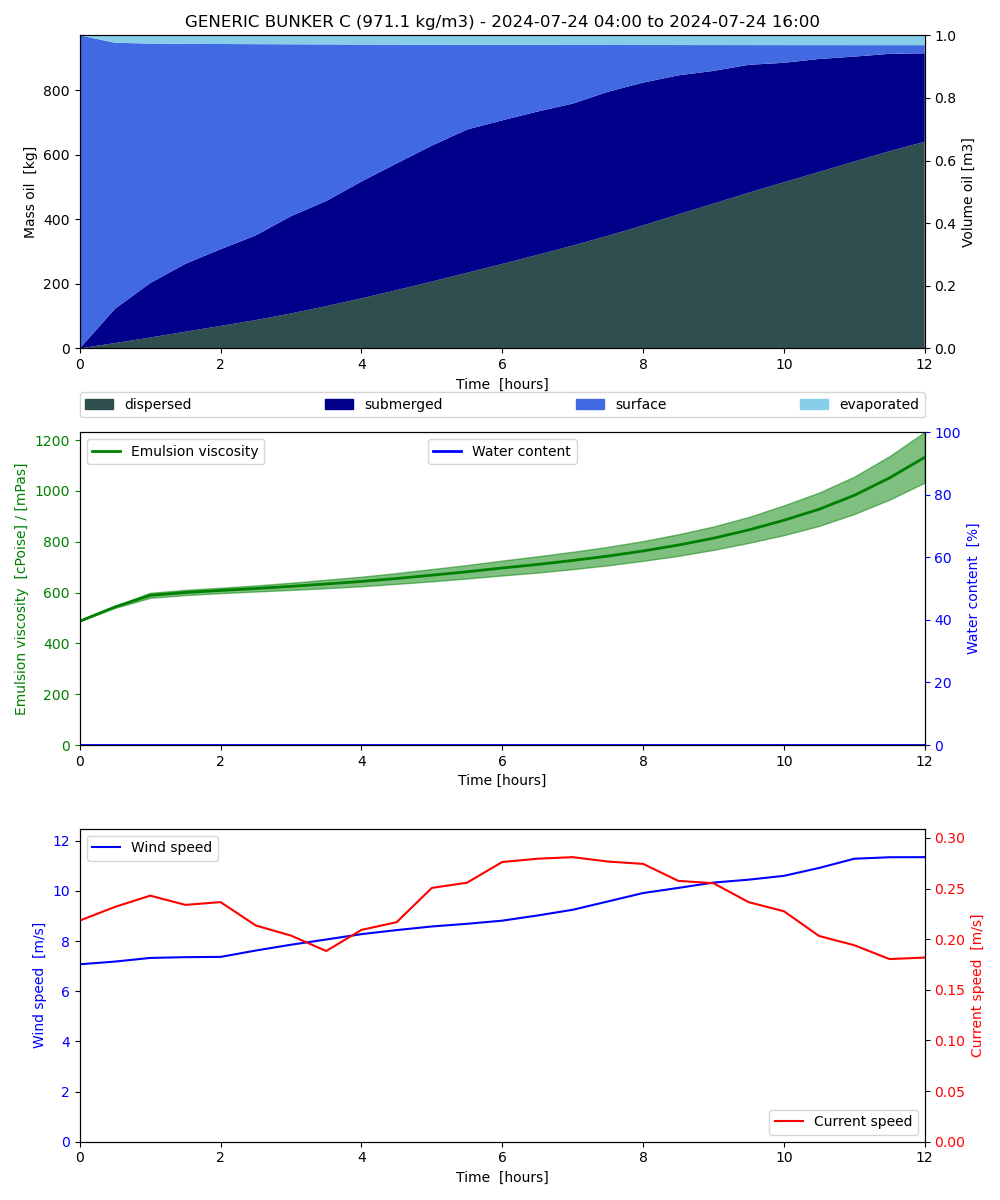 GENERIC BUNKER C (971.1 kg/m3) - 2024-07-24 04:00 to 2024-07-24 16:00
Mass oil [kg]
800
600
400
200
0
1.0
0.8
0.6
0.4
0.2
0.0
Volume oil [m3]
0 2 4 6 8 10 12
Time [hours]
dispersed submerged surface evaporated
Emulsion viscosity [cPoise] / [mPas]
1200
1000
800
600
400
200
0
Emulsion viscosity
Water content
100
80
60
40
20
0
Water content [%]
0 2 4 6 8 10 12
Time [hours]
Wind speed [m/s]
12
10
8
6
4
2
0
Wind speed
0.30
0.25
0.20
0.15
0.10
0.05
0.00
Current speed [m/s]
Current speed
0 2 4 6 8 10 12
Time [hours]